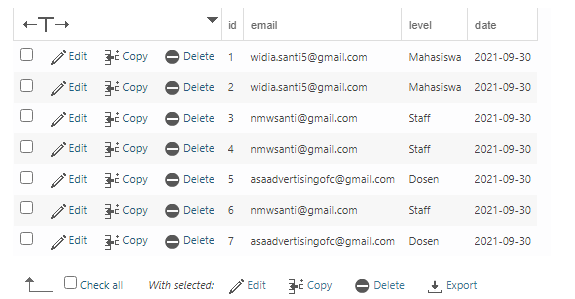 id email level date
Edit Copy Delete 1 widia.santi5@gmail.com Mahasiswa 2021-09-30
Edit Copy Delete 2 widia.santi5@gmail.com Mahasiswa 2021-09-30
Edit Copy Delete 3 nmwsanti@gmail.com Staff 2021-09-30
Edit Copy Delete 4 nmwsanti@gmail.com Staff 2021-09-30
Edit Copy Delete 5 asaadvertisingofc@gmail.com Dosen 2021-09-30
Edit Copy Delete 6 nmwsanti@gmail.com Staff 2021-09-30
Edit Copy Delete 7 asaadvertisingofc@gmail.com Dosen 2021-09-30
Check all With selected: Edit Copy Delete Export